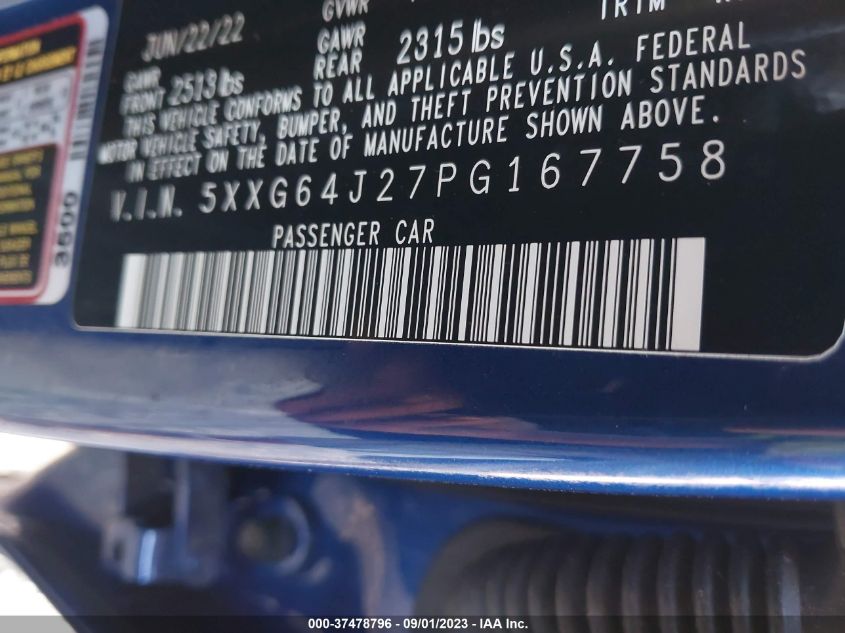 JUN/22/22
GVWR
TRIM
GAWR
FRONT 2513 lbs
GAWR
REAR 2315 lbs
THIS VEHICLE CONFORMS TO ALL APPLICABLE U.S.A. FEDERAL
MOTOR VEHICLE SAFETY, BUMPER, AND THEFT PREVENTION STANDARDS
IN EFFECT ON THE DATE OF MANUFACTURE SHOWN ABOVE.
V.I.N. 5XXG64J27PG167758
PASSENGER CAR
3500
000-37478796 - 09/01/2023 - IAA Inc.